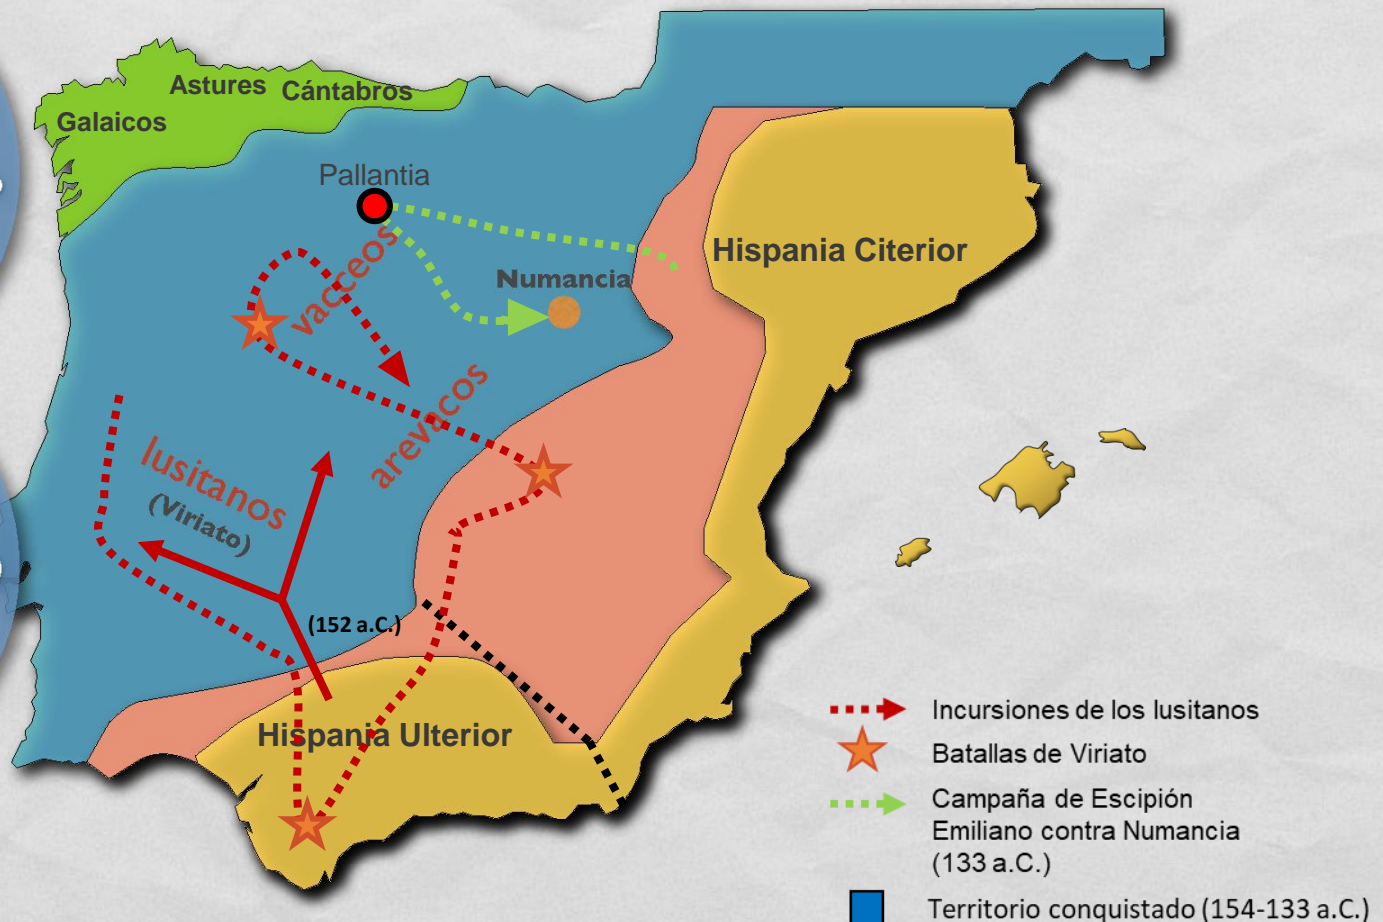 Astures Cántabros
Galaicos
Pallantia
vacceos
Hispania Citerior
Numancia
arevacos
lusitanos
(Viriato)
(152 a.C.)
Hispania Ulterior
Incursiones de los lusitanos
Batallas de Viriato
Campaña de Escipión
Emiliano contra Numancia
(133 a.C.)
Territorio conquistado (154-133 a.C.)